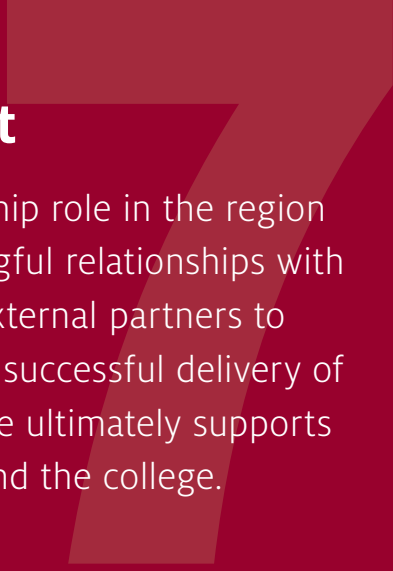 7
t
hip role in the region
gful relationships with
xternal partners to
successful delivery of
e ultimately supports
nd the college.